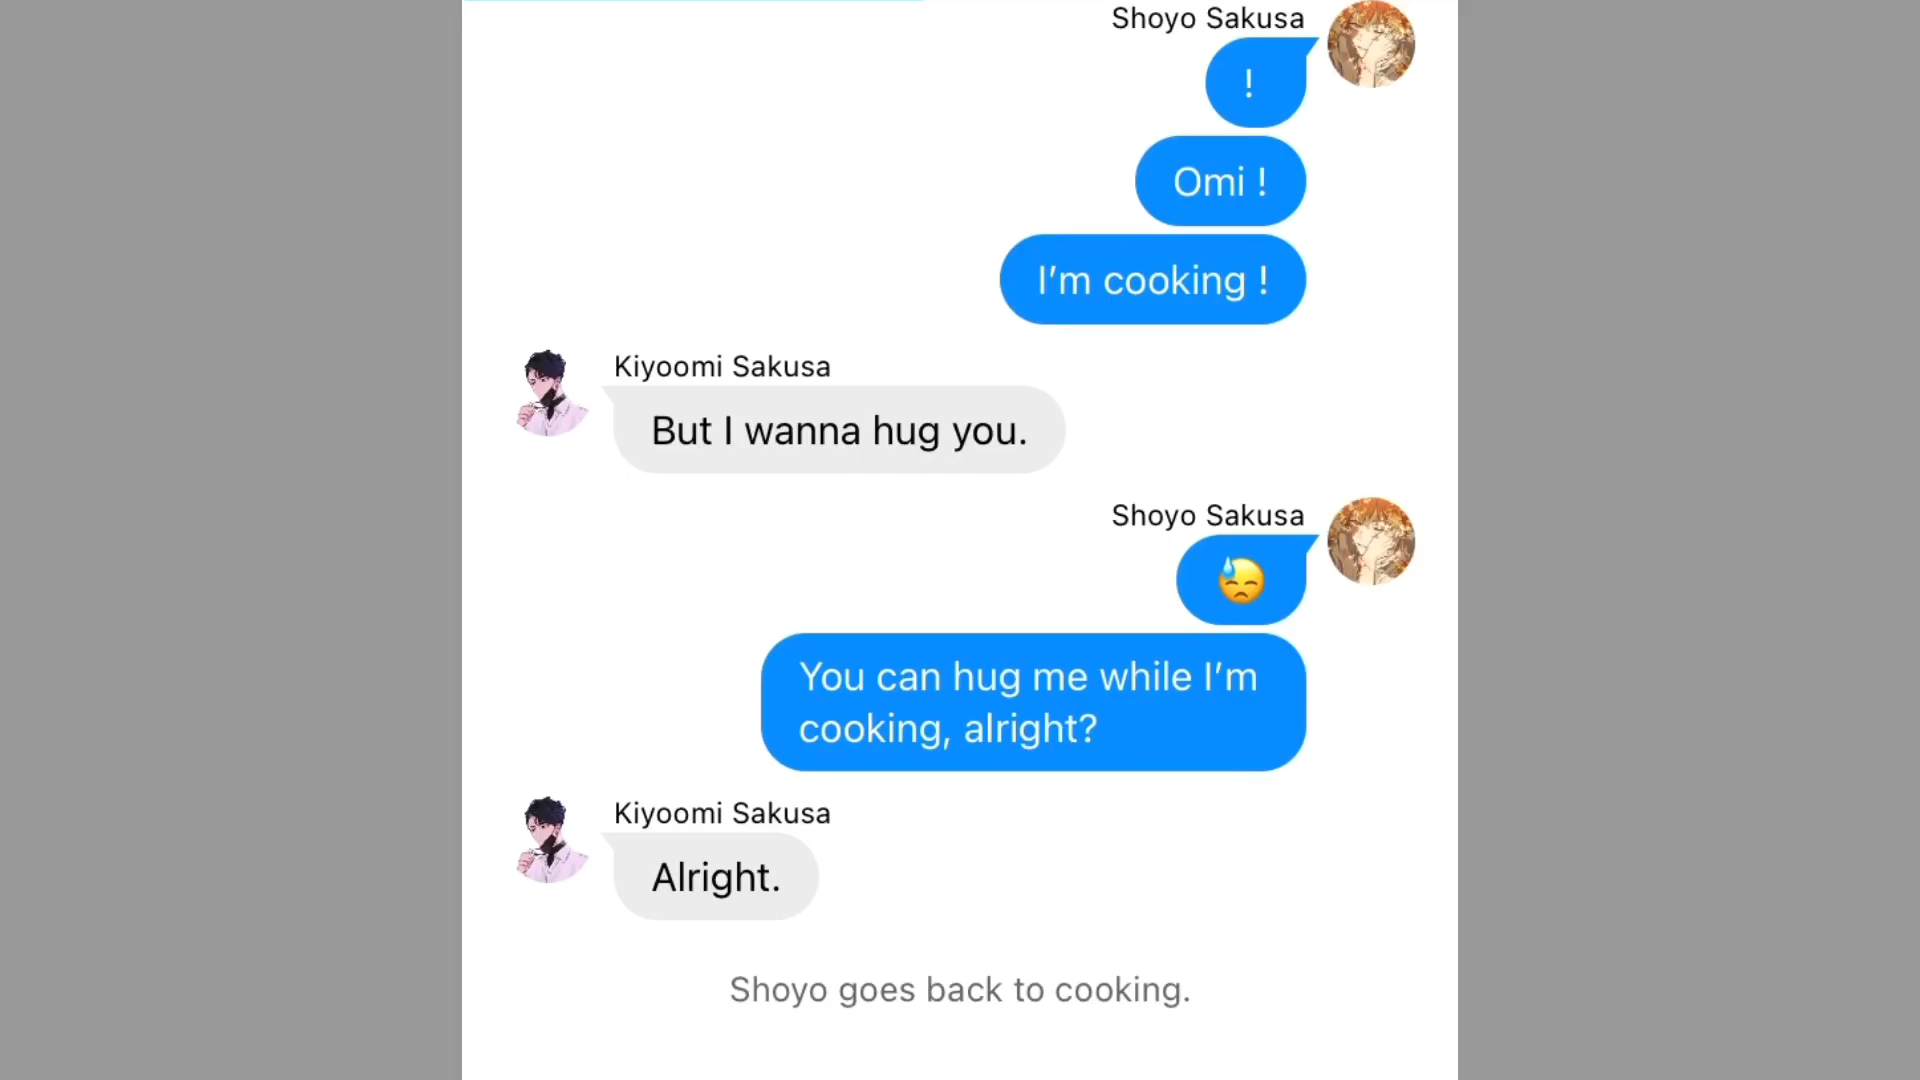 Shoyo Sakusa
!
Omi !
I’m cooking !
Kiyoomi Sakusa
But I wanna hug you.
Shoyo Sakusa
😓
You can hug me while I’m
cooking, alright?
Kiyoomi Sakusa
Alright.
Shoyo goes back to cooking.